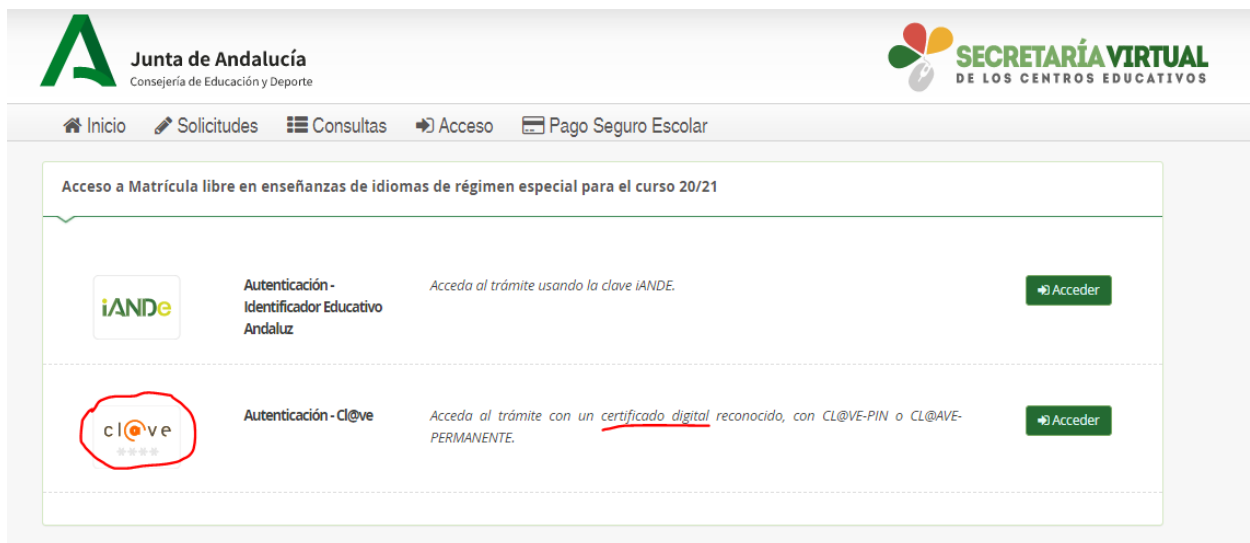 Junta de Andalucía
Consejería de Educación y Deporte
SECRETARÍA VIRTUAL
DE LOS CENTROS EDUCATIVOS
Inicio Solicitudes Consultas Acceso Pago Seguro Escolar
Acceso a Matrícula libre en enseñanzas de idiomas de régimen especial para el curso 20/21
iANDe
Autenticación -
Identificador Educativo
Andaluz
Acceda al trámite usando la clave iANDE.
Acceder
cl@ve
****
Autenticación - Cl@ve
Acceda al trámite con un certificado digital reconocido, con CL@VE-PIN o CL@AVE-
PERMANENTE.
Acceder